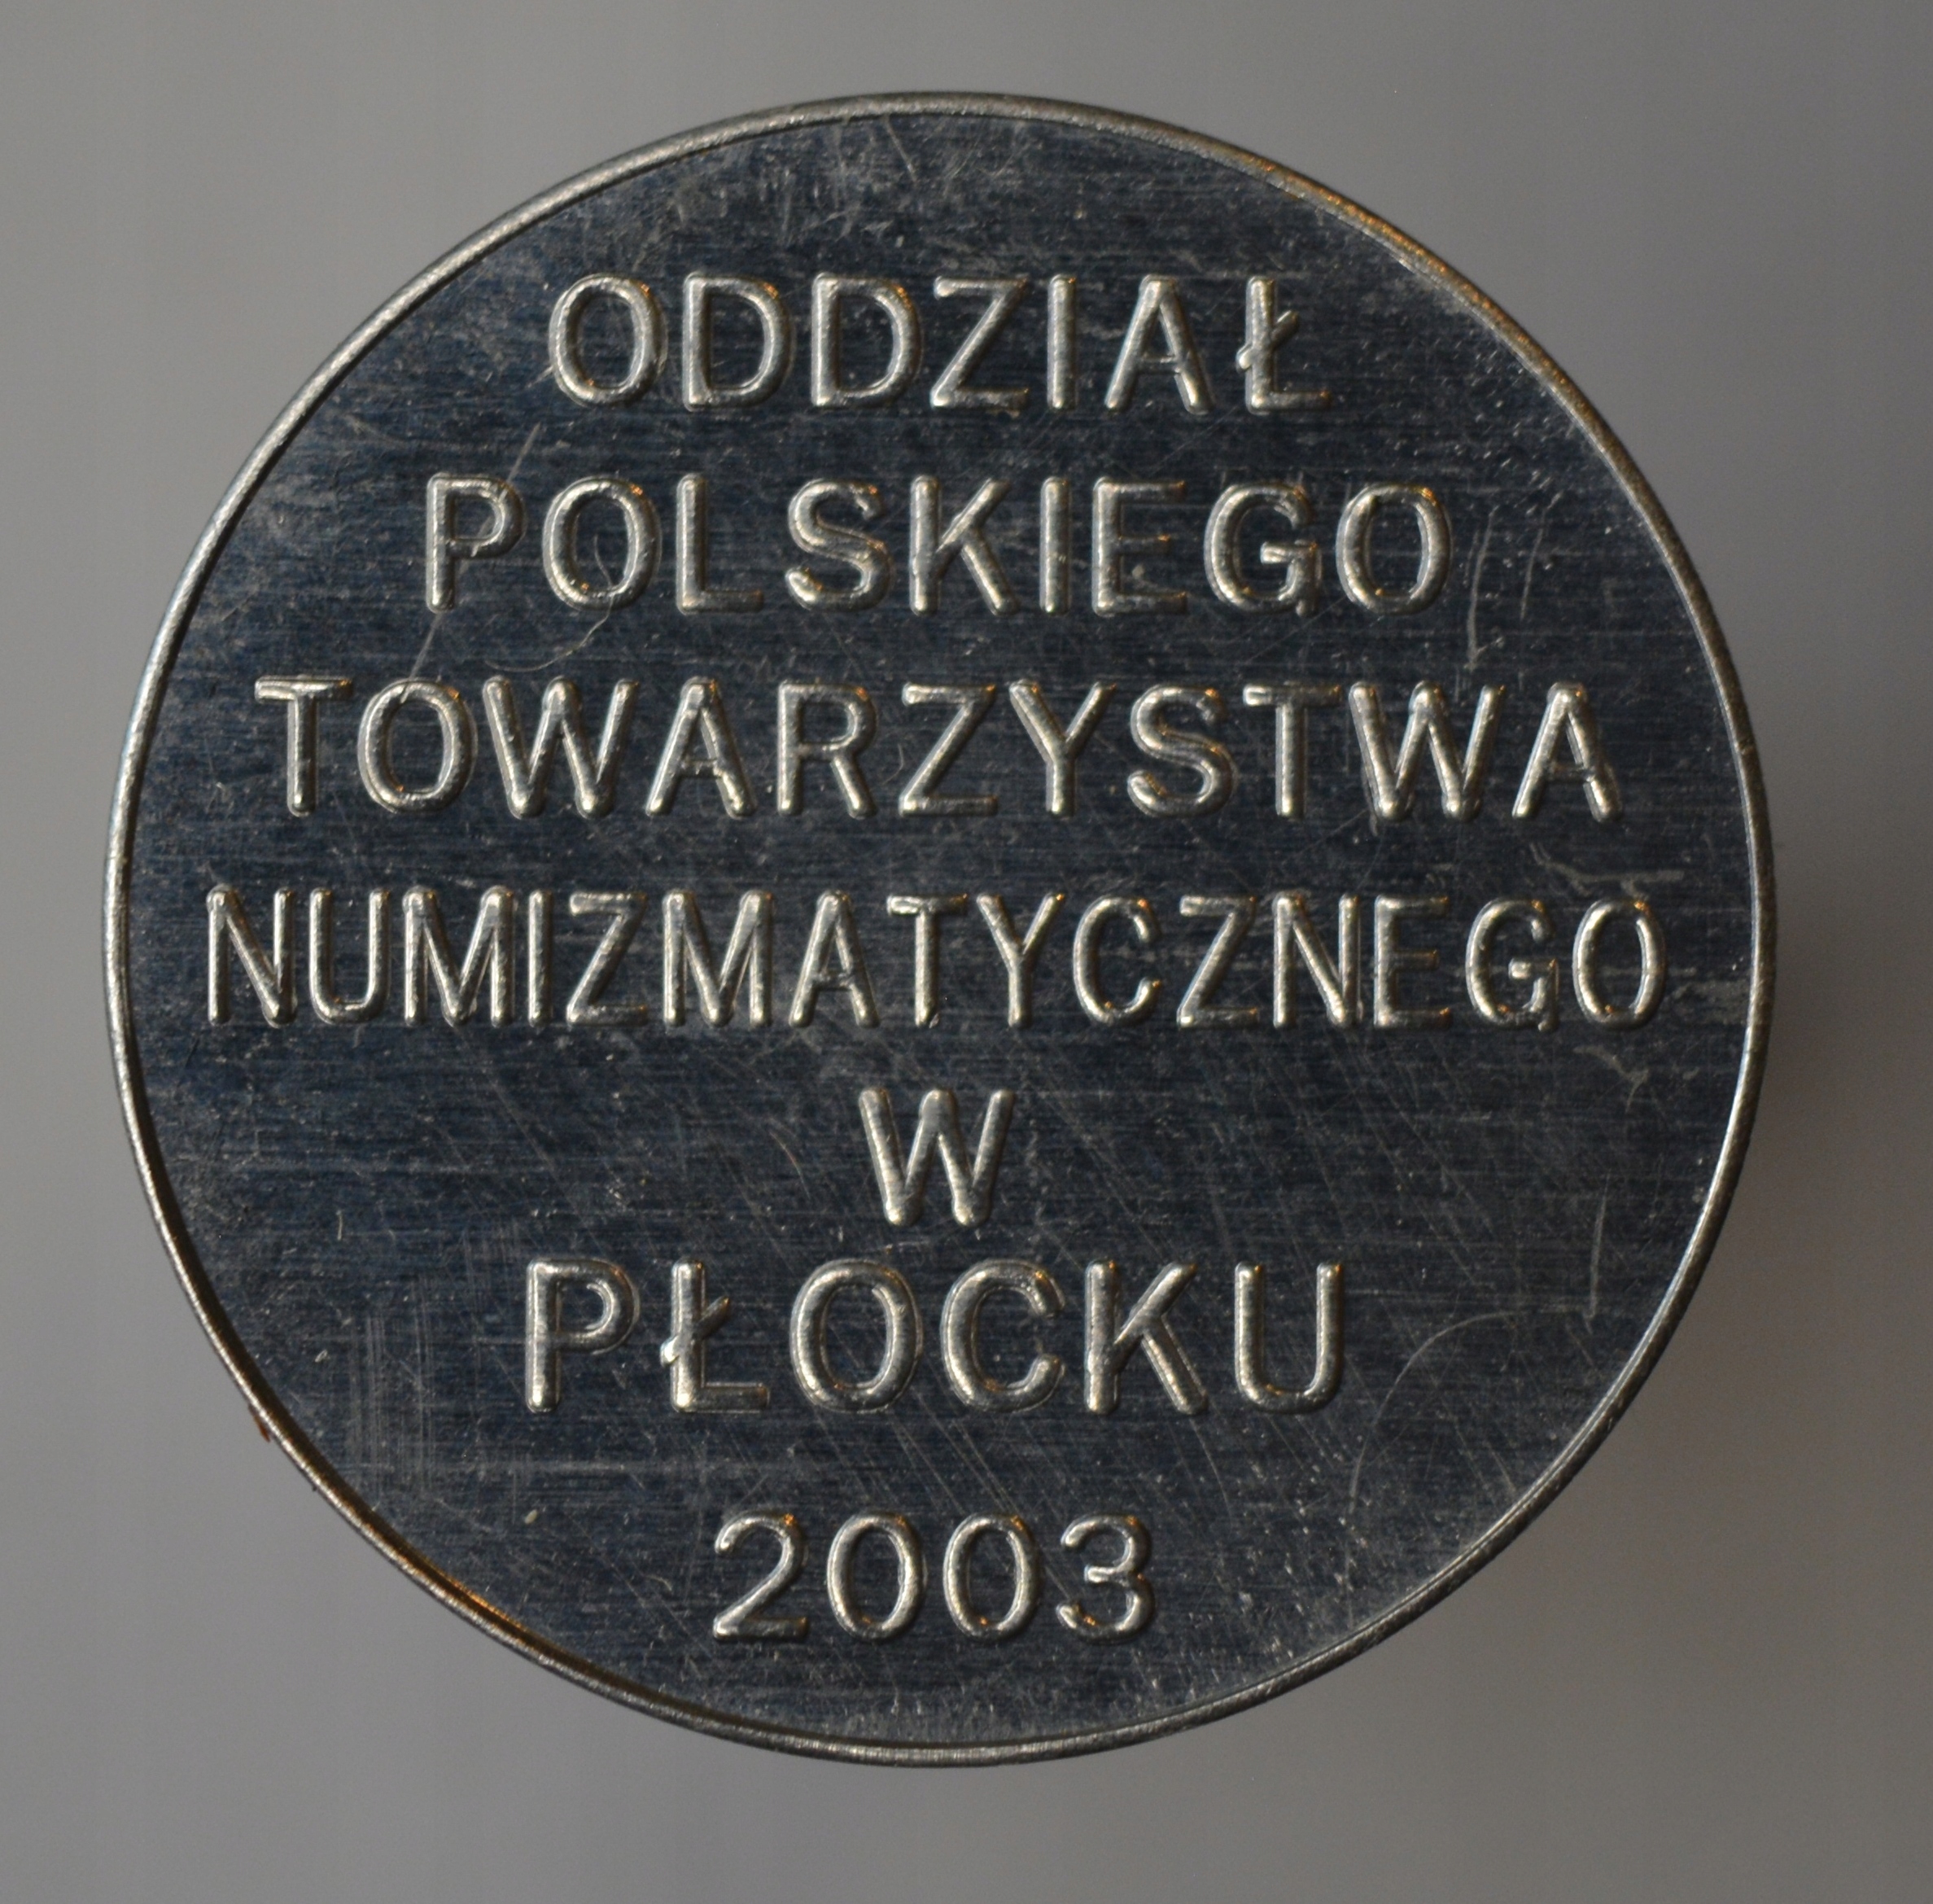 ODDZIAŁ
POLSKIEGO
TOWARZYSTWA
NUMIZMATYCZNEGO
W
PŁOCKU
2003